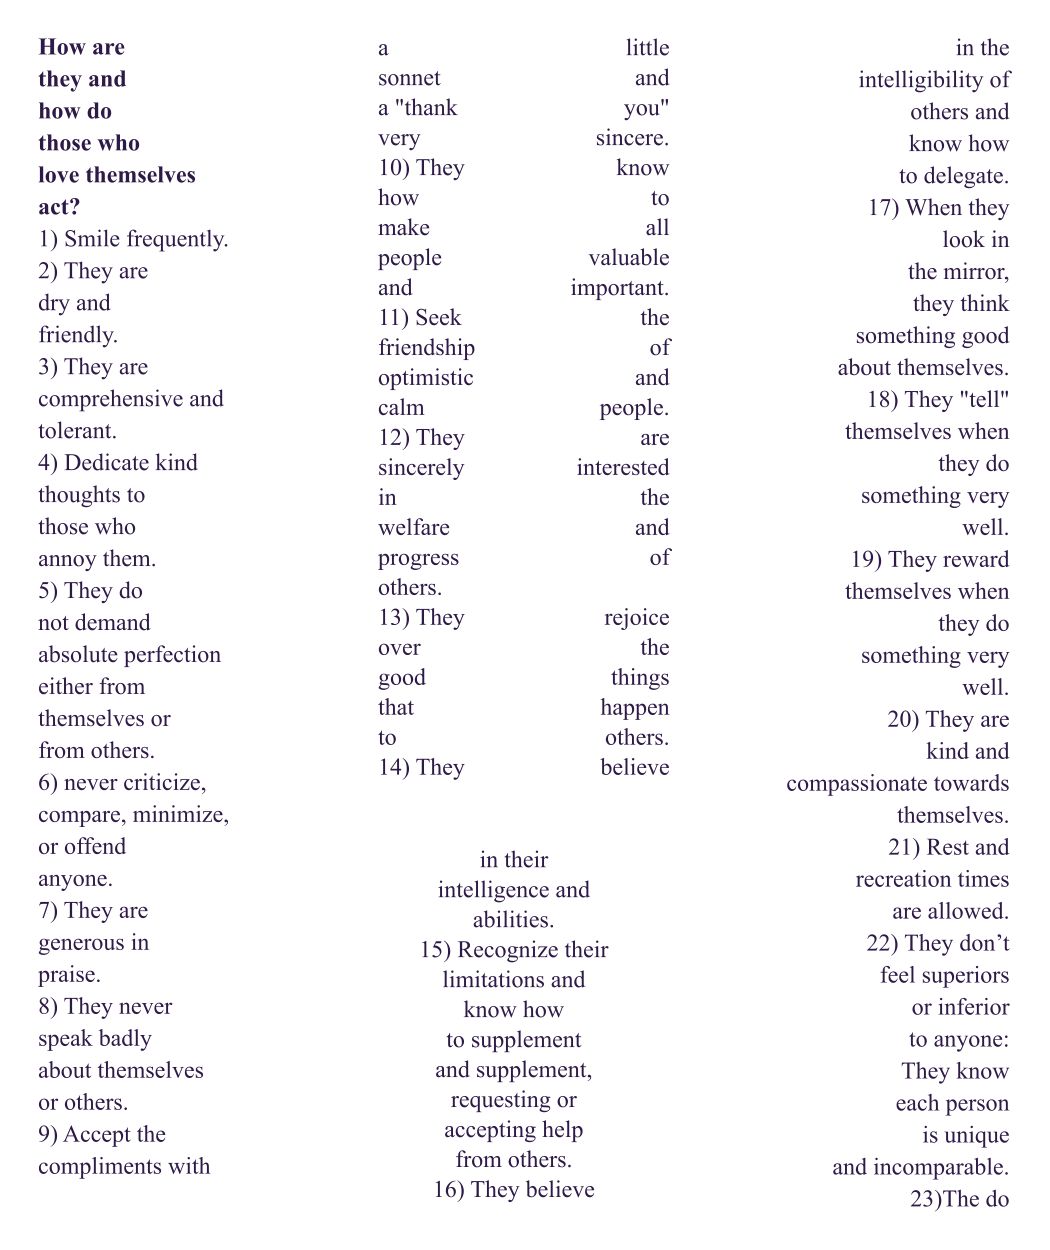 How are
they and
how do
those who
love themselves
act?
1) Smile frequently.
2) They are
dry and
friendly.
3) They are
comprehensive and
tolerant.
4) Dedicate kind
thoughts to
those who
annoy them.
5) They do
not demand
absolute perfection
either from
themselves or
from others.
6) never criticize,
compare, minimize,
or offend
anyone.
7) They are
generous in
praise.
8) They never
speak badly
about themselves
or others.
9) Accept the
compliments with
a little
sonnet and
a "thank you"
very sincere.
10) They know
how to
make all
people valuable
and important.
11) Seek the
friendship of
optimistic and
calm people.
12) They are
sincerely interested
in the
welfare and
progress of
others.
13) They rejoice
over the
good things
that happen
to others.
14) They believe
in their
intelligence and
abilities.
15) Recognize their
limitations and
know how
to supplement
and supplement,
requesting or
accepting help
from others.
16) They believe
in the
intelligibility of
others and
know how
to delegate.
17) When they
look in
the mirror,
they think
something good
about themselves.
18) They "tell"
themselves when
they do
something very
well.
19) They reward
themselves when
they do
something very
well.
20) They are
kind and
compassionate towards
themselves.
21) Rest and
recreation times
are allowed.
22) They don’t
feel superiors
or inferior
to anyone:
They know
each person
is unique
and incomparable.
23)The do